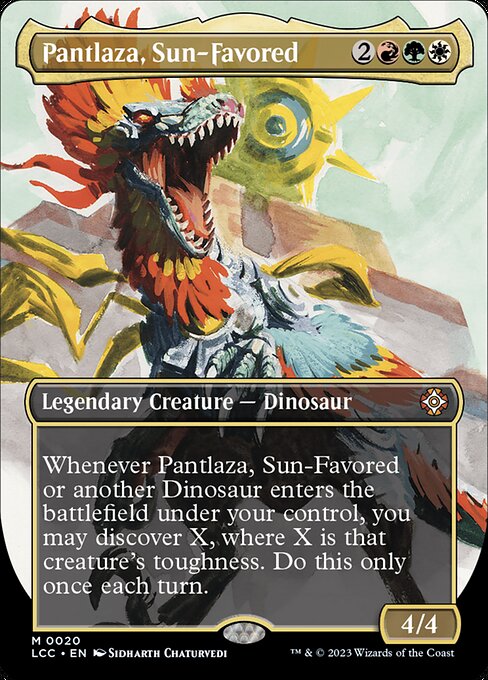 Pantlaza, Sun-Favored 2
Legendary Creature — Dinosaur
Whenever Pantlaza, Sun-Favored
or another Dinosaur enters the
battlefield under your control, you
may discover X, where X is that
creature's toughness. Do this only
once each turn.
4/4
M 0020
LCC • EN Sidharth Chaturvedi ™ & © 2023 Wizards of the Coast